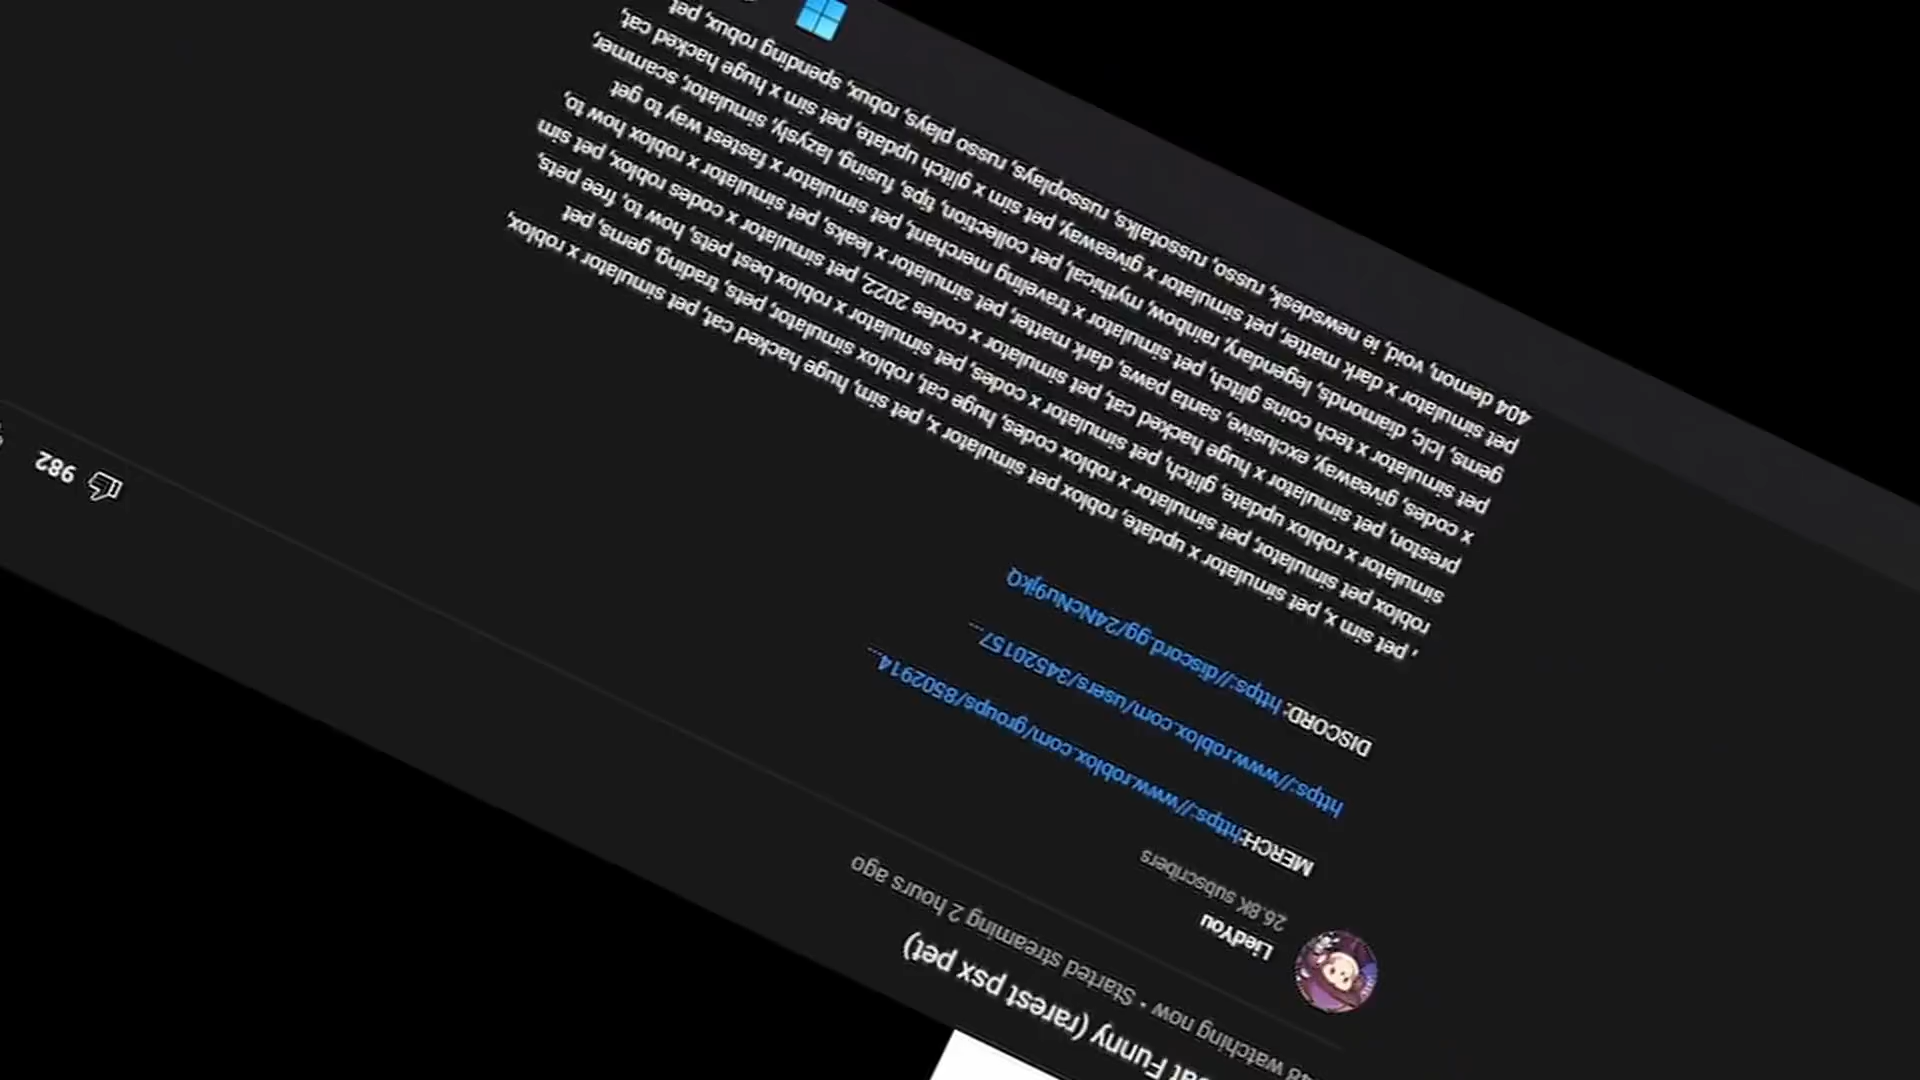 at Funny (rarest psx pet)
48 watching now • Started streaming 2 hours ago
982
LiedYou
26.8K subscribers
MERCH:https://www.roblox.com/groups/8502914...
https://www.roblox.com/users/34520157...
DISCORD: https://discord.gg/24NcNu9jkQ
, pet sim x, pet simulator x update, roblox pet simulator x, pet sim, huge hacked cat, pet simulator x roblox,
roblox pet simulator, pet simulator x roblox codes, huge cat, roblox simulator, pets, trading, gems, pet
simulator x roblox update, glitch, pet simulator x codes, pet simulator x roblox best pets, how to, free pets,
preston, pet simulator x huge hacked cat, pet simulator x codes 2022, pet simulator x codes roblox, pet sim
x codes, giveaway, exclusive, santa paws, dark matter, pet simulator x leaks, pet simulator x roblox how to,
pet simulator x tech coins glitch, pet simulator x traveling merchant, pet simulator x fastest way to get
gems, lclc, diamonds, legendary, rainbow, mythical, pet collection, tips, fusing, lazysly, simulator, scammer,
pet simulator x dark matter, pet simulator x giveaway, pet sim x glitch update, pet sim x huge hacked cat,
404 demon, void, ie newsdesk, russo, russotalks, russoplays, russo plays, robux, spending robux, pet